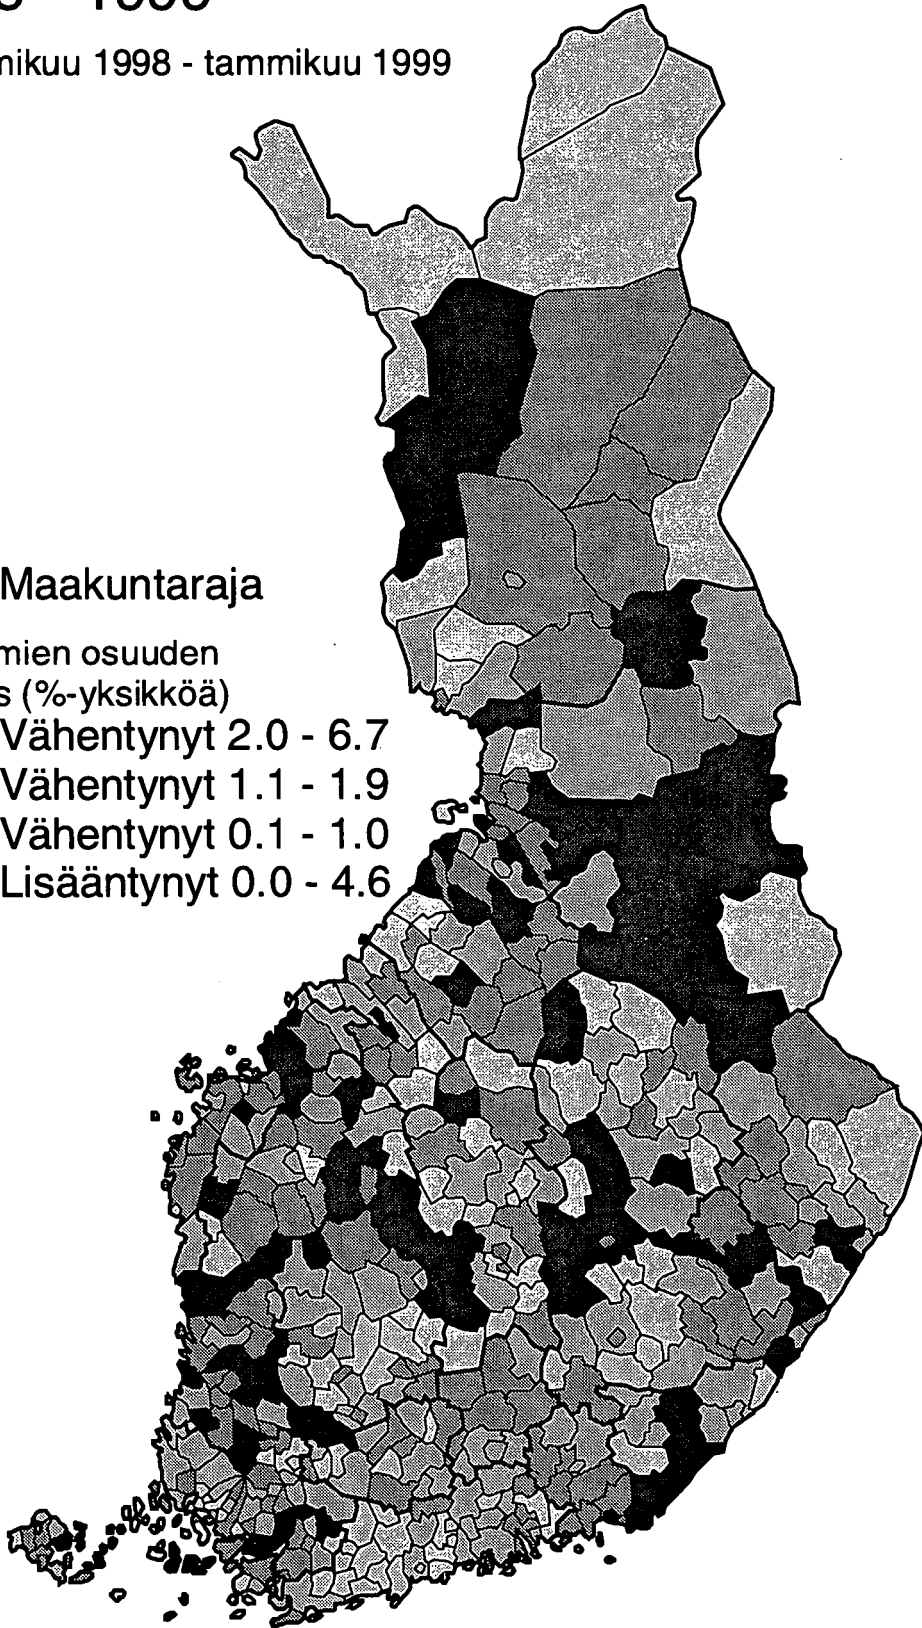 1999
mikuu 1998 - tammikuu 1999
Maakuntaraja
mien osuuden
s (%-yksikköä)
Vähentynyt 2.0 - 6.7
Vähentynyt 1.1 - 1.9
Vähentynyt 0.1 - 1.0
Lisääntynyt 0.0 - 4.6